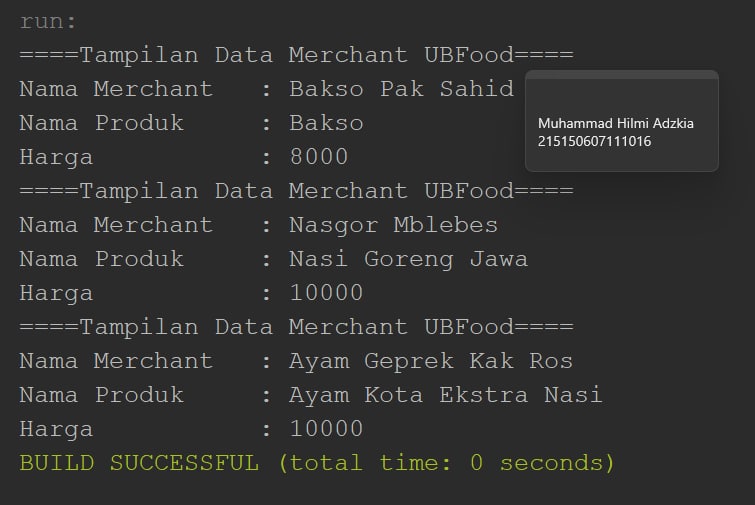 run:
====Tampilan Data Merchant UBFood====
Nama Merchant   : Bakso Pak Sahid
Nama Produk     : Bakso
Harga           : 8000
====Tampilan Data Merchant UBFood====
Nama Merchant   : Nasgor Mblebes
Nama Produk     : Nasi Goreng Jawa
Harga           : 10000
====Tampilan Data Merchant UBFood====
Nama Merchant   : Ayam Geprek Kak Ros
Nama Produk     : Ayam Kota Ekstra Nasi
Harga           : 10000
BUILD SUCCESSFUL (total time: 0 seconds)
Muhammad Hilmi Adzkia
215150607111016